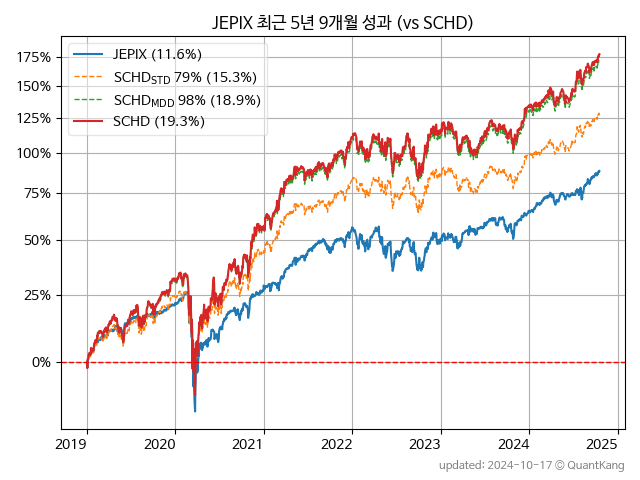 JEPIX 최근 5년 9개월 성과 (vs SCHD)
JEPIX (11.6%)
SCHD_STD 79% (15.3%)
SCHD_MDD 98% (18.9%)
SCHD (19.3%)
175%
150%
125%
100%
75%
50%
25%
0%
2019 2020 2021 2022 2023 2024 2025
updated: 2024-10-17 © QuantKang